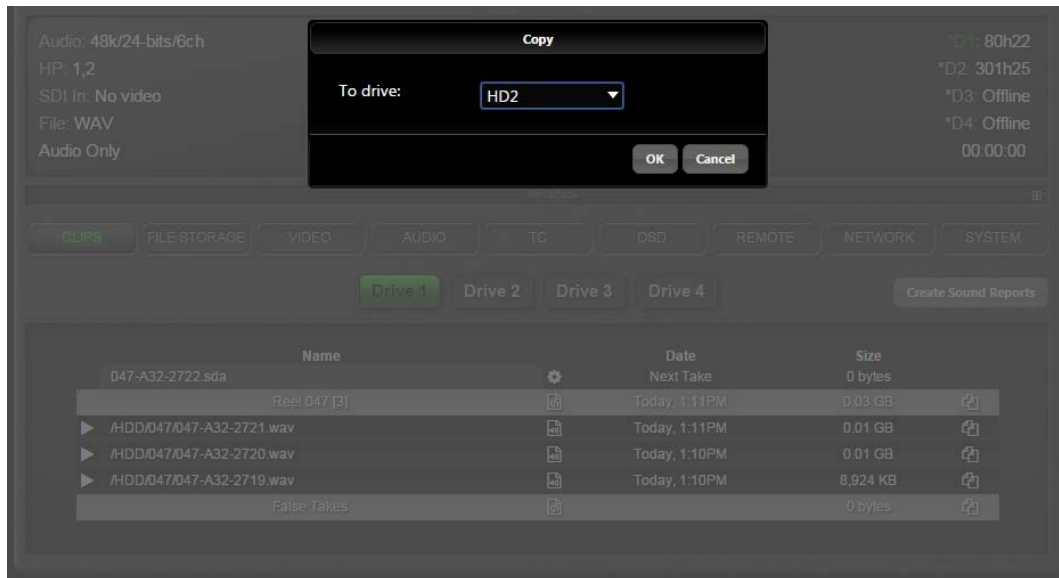 Copy
To drive: HD2
OK Cancel
Audio: 48k/24-bits/6ch
HP: 1,2
SDI In: No video
File: WAV
Audio Only
*D1: 80h22
*D2: 301h25
*D3: Offline
*D4: Offline
00:00:00
Metadata
CLIPS FILE STORAGE VIDEO AUDIO TC OSD REMOTE NETWORK SYSTEM
Drive 1 Drive 2 Drive 3 Drive 4 Create Sound Reports
Name Date Size
047-A32-2722.sda Next Take 0 bytes
Reel 047 [3] Today, 1:11PM 0.03 GB
/HDD/047/047-A32-2721.wav Today, 1:11PM 0.01 GB
/HDD/047/047-A32-2720.wav Today, 1:10PM 0.01 GB
/HDD/047/047-A32-2719.wav Today, 1:10PM 8,924 KB
False Takes 0 bytes